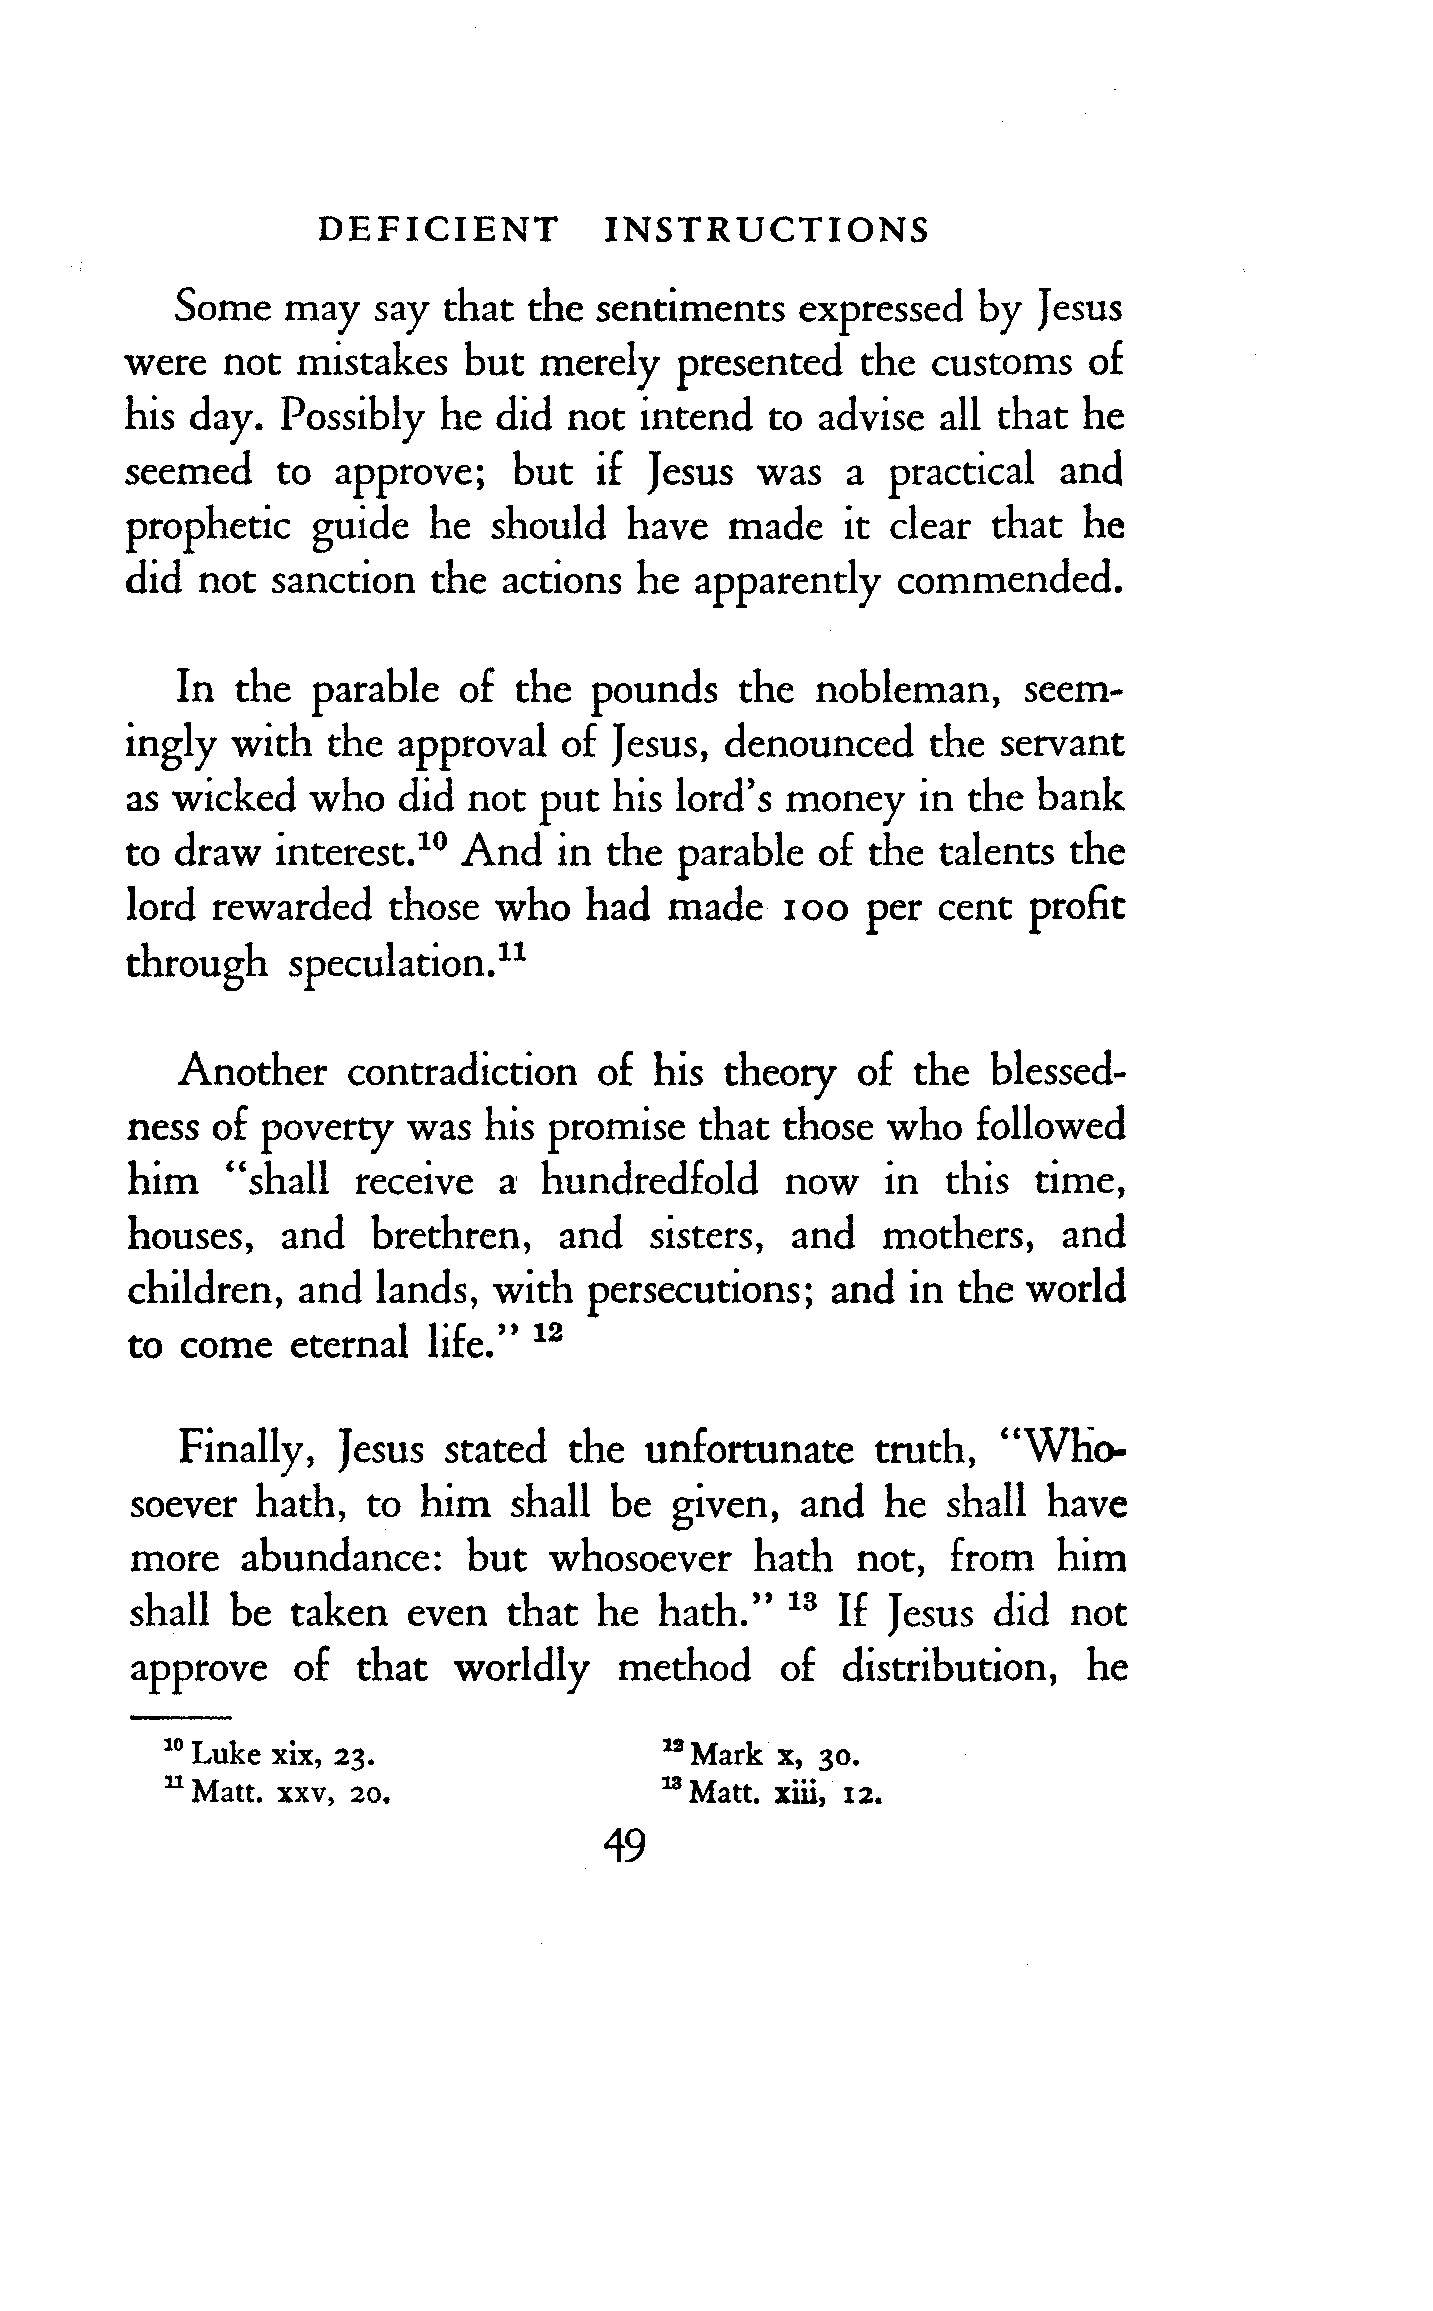 DEFICIENT INSTRUCTIONS
Some may say that the sentiments expressed by Jesus
were not mistakes but merely presented the customs of
his day. Possibly he did not intend to advise all that he
seemed to approve; but if Jesus was a practical and
prophetic guide he should have made it clear that he
did not sanction the actions he apparently commended.
In the parable of the pounds the nobleman, seem-
ingly with the approval of Jesus, denounced the servant
as wicked who did not put his lord's money in the bank
to draw interest.¹⁰ And in the parable of the talents the
lord rewarded those who had made 100 per cent profit
through speculation.¹¹
Another contradiction of his theory of the blessed-
ness of poverty was his promise that those who followed
him "shall receive a hundredfold now in this time,
houses, and brethren, and sisters, and mothers, and
children, and lands, with persecutions; and in the world
to come eternal life." ¹²
Finally, Jesus stated the unfortunate truth, "Who-
soever hath, to him shall be given, and he shall have
more abundance: but whosoever hath not, from him
shall be taken even that he hath." ¹³ If Jesus did not
approve of that worldly method of distribution, he
¹⁰ Luke xix, 23.
¹¹ Matt. xxv, 20.
¹² Mark x, 30.
¹³ Matt. xiii, 12.
49